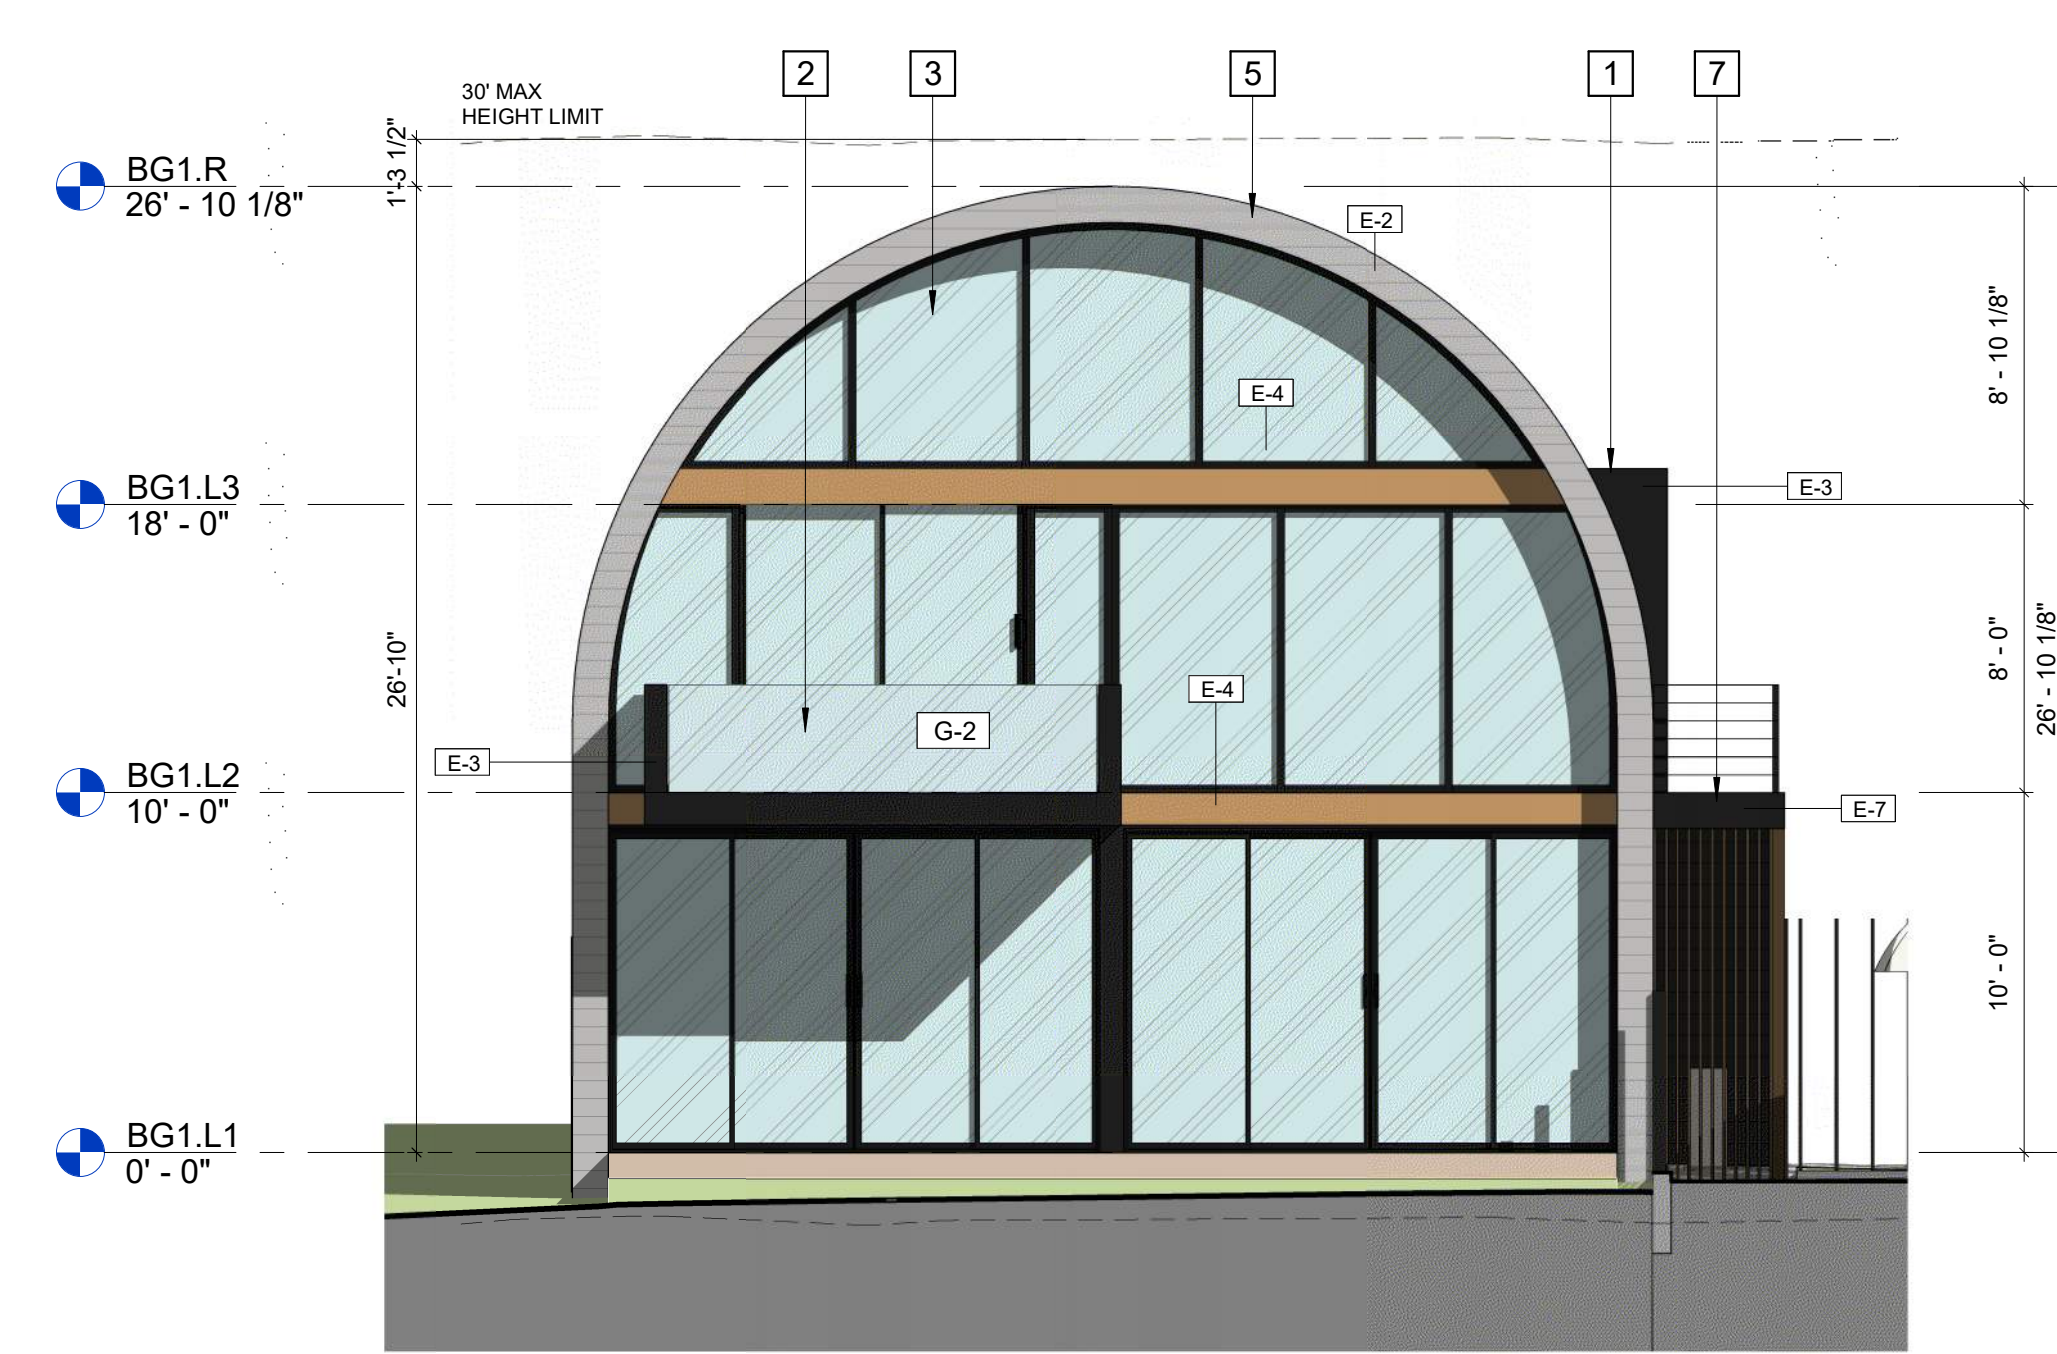 2
3
5
1
7
30' MAX
HEIGHT LIMIT
1'-3 1/2"
BG1.R
26' - 10 1/8"
E-2
8' - 10 1/8"
E-4
BG1.L3
18' - 0"
E-3
26'-10"
8' - 0"
26' - 10 1/8"
E-4
G-2
E-3
BG1.L2
10' - 0"
E-7
10' - 0"
BG1.L1
0' - 0"